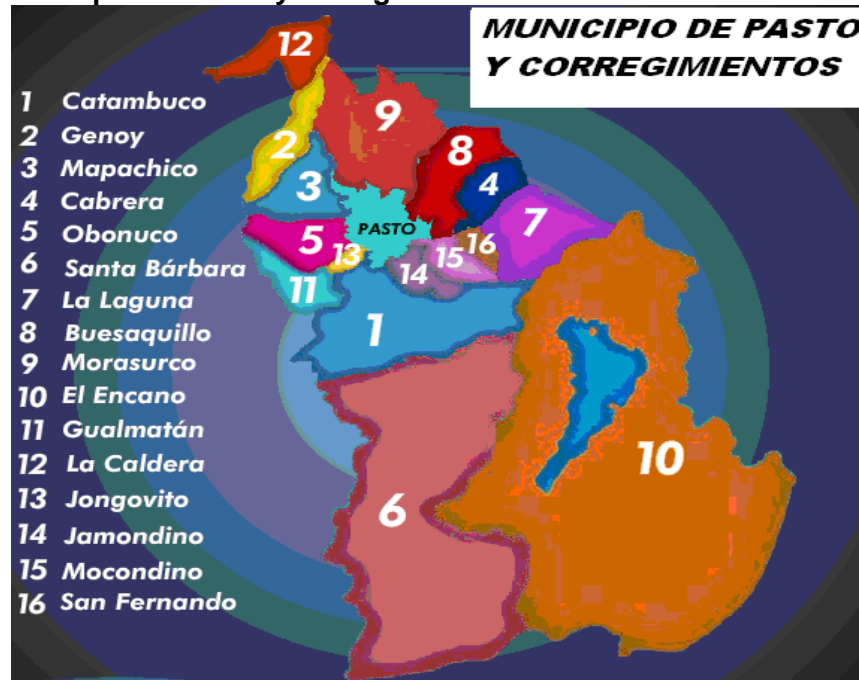 MUNICIPIO DE PASTO
Y CORREGIMIENTOS
1 Catambuco
2 Genoy
3 Mapachico
4 Cabrera
5 Obonuco
6 Santa Bárbara
7 La Laguna
8 Buesaquillo
9 Morasurco
10 El Encano
11 Gualmatán
12 La Caldera
13 Jongovito
14 Jamondino
15 Mocondino
16 San Fernando
12
9
2
8
3
4
PASTO
7
5
13
16
15
14
11
1
10
6